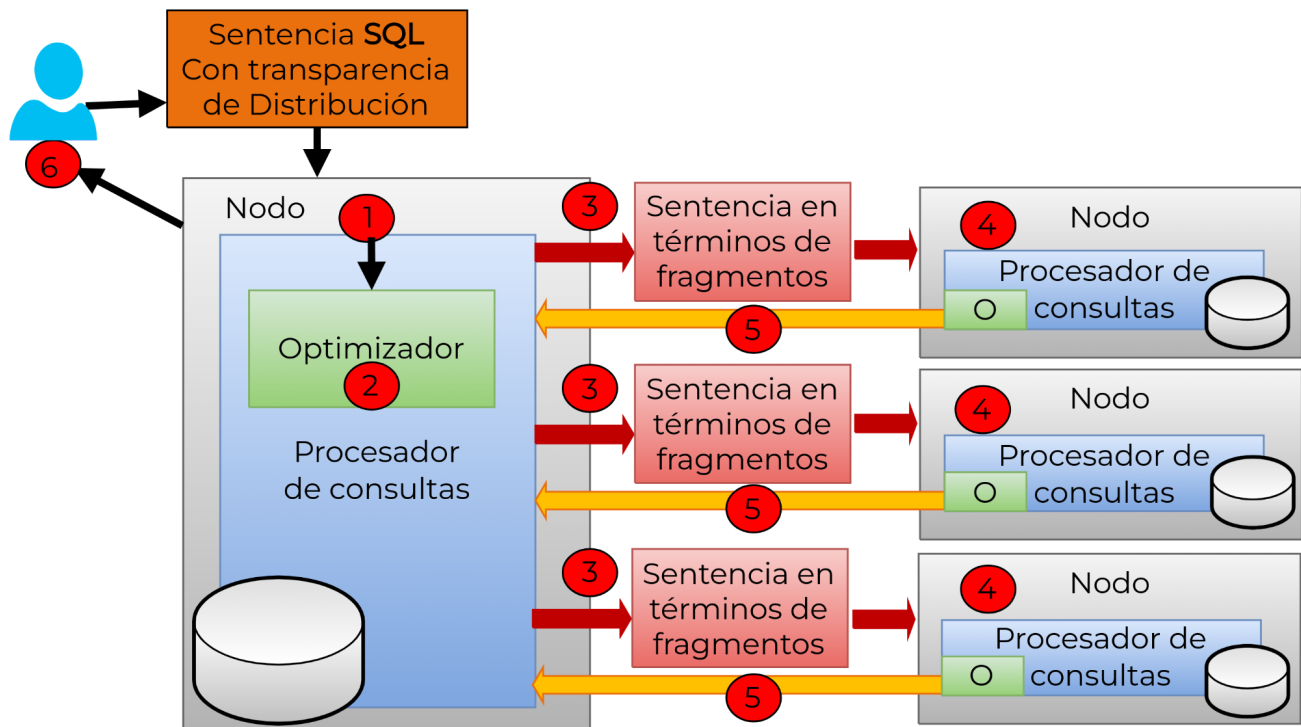 Sentencia SQL
Con transparencia
de Distribución
6
Nodo
1
Optimizador
2
Procesador
de consultas
3
Sentencia en
términos de
fragmentos
5
4
Nodo
Procesador de
consultas
O
3
Sentencia en
términos de
fragmentos
5
4
Nodo
Procesador de
consultas
O
3
Sentencia en
términos de
fragmentos
5
4
Nodo
Procesador de
consultas
O